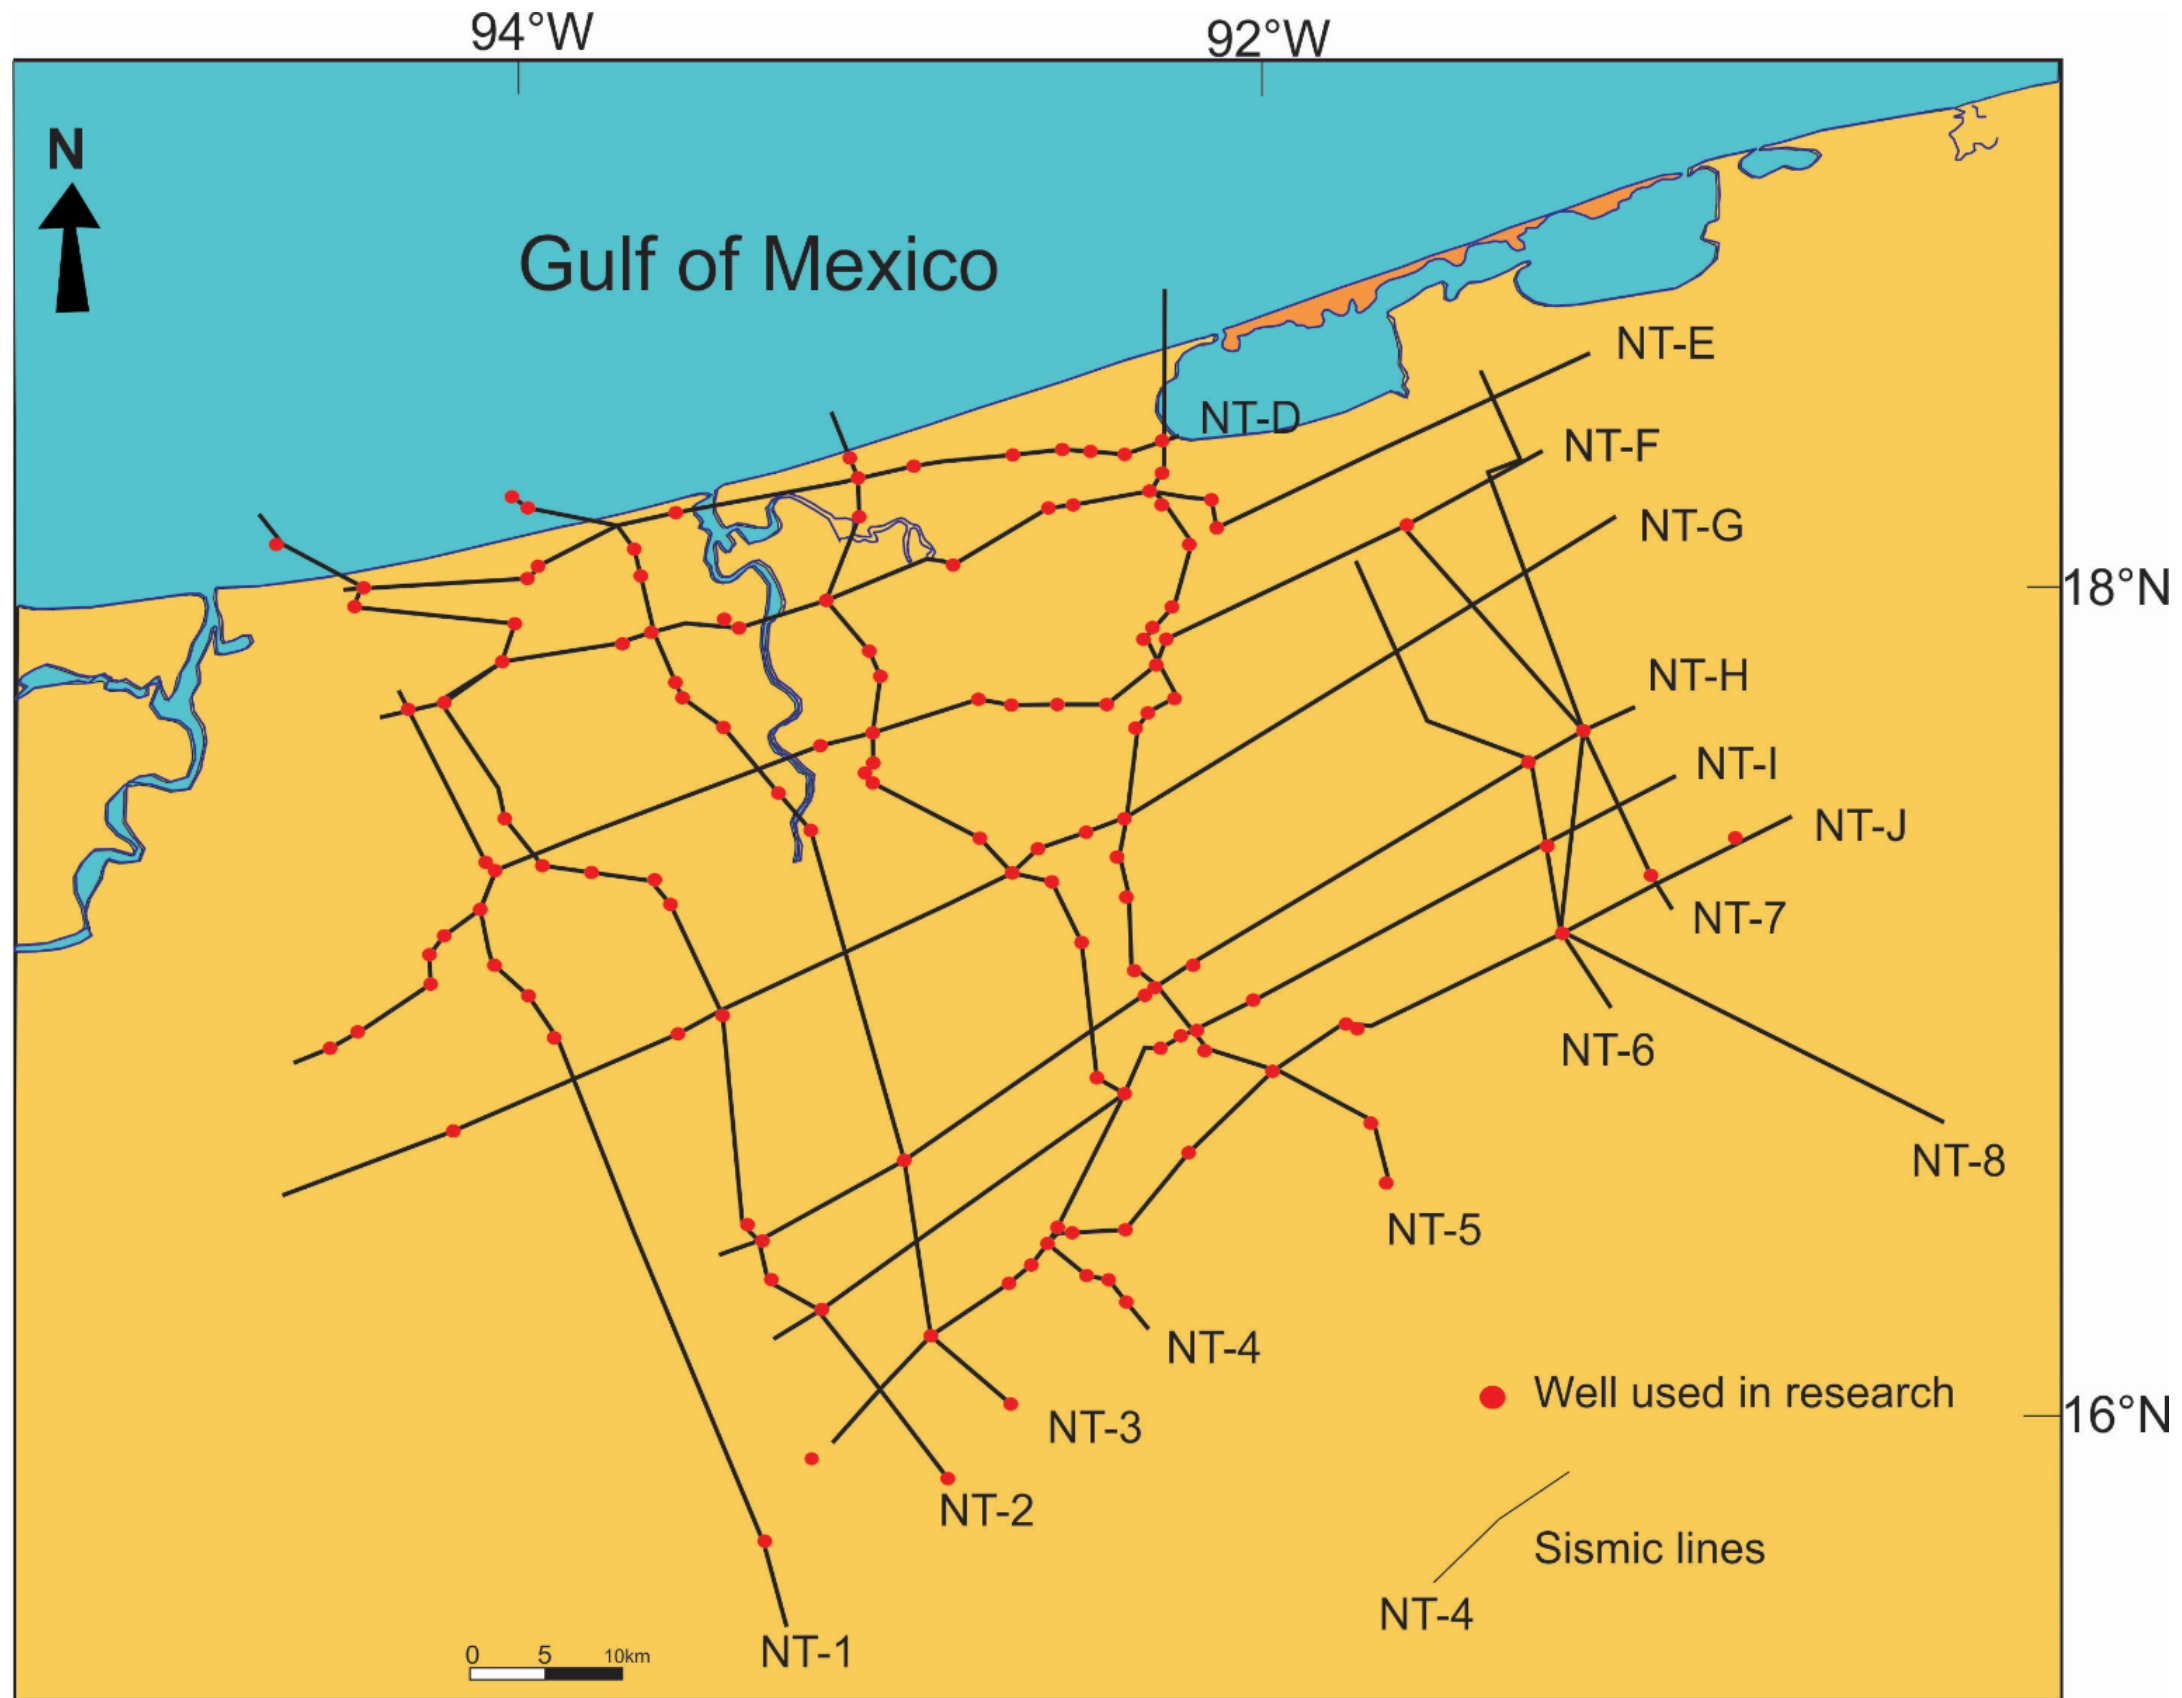 94°W
92°W
N
Gulf of Mexico
NT-E
NT-D
NT-F
NT-G
18°N
NT-H
NT-I
NT-J
NT-7
NT-6
NT-8
NT-5
NT-4
Well used in research
16°N
NT-3
NT-2
Sismic lines
NT-4
NT-1
0 5 10km